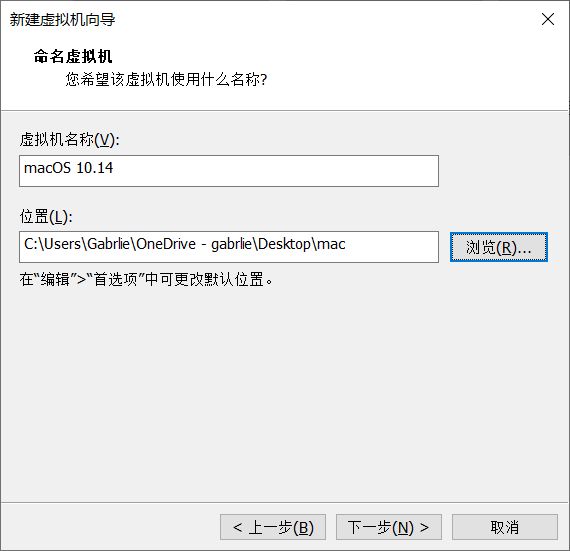 新建虚拟机向导
命名虚拟机
您希望该虚拟机使用什么名称?
虚拟机名称(V):
macOS 10.14
位置(L):
C:\Users\Gabrlie\OneDrive - gabrlie\Desktop\mac
浏览(R)...
在“编辑”>“首选项”中可更改默认位置。
< 上一步(B)
下一步(N) >
取消